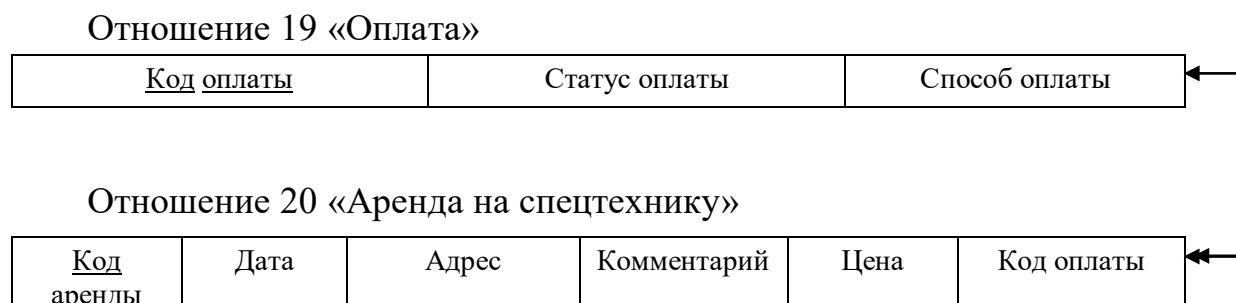 Отношение 19 «Оплата»
Код оплаты Статус оплаты Способ оплаты
Отношение 20 «Аренда на спецтехнику»
Код Дата Адрес Комментарий Цена Код оплаты
аренды